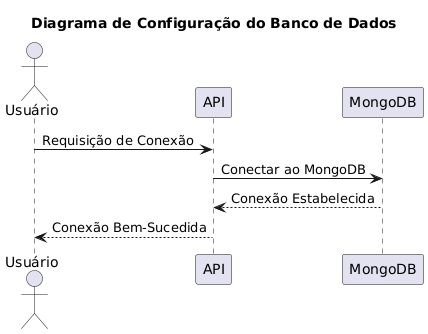 Diagrama de Configuração do Banco de Dados
Usuário
API
MongoDB
Requisição de Conexão
Conectar ao MongoDB
Conexão Estabelecida
Conexão Bem-Sucedida
Usuário
API
MongoDB